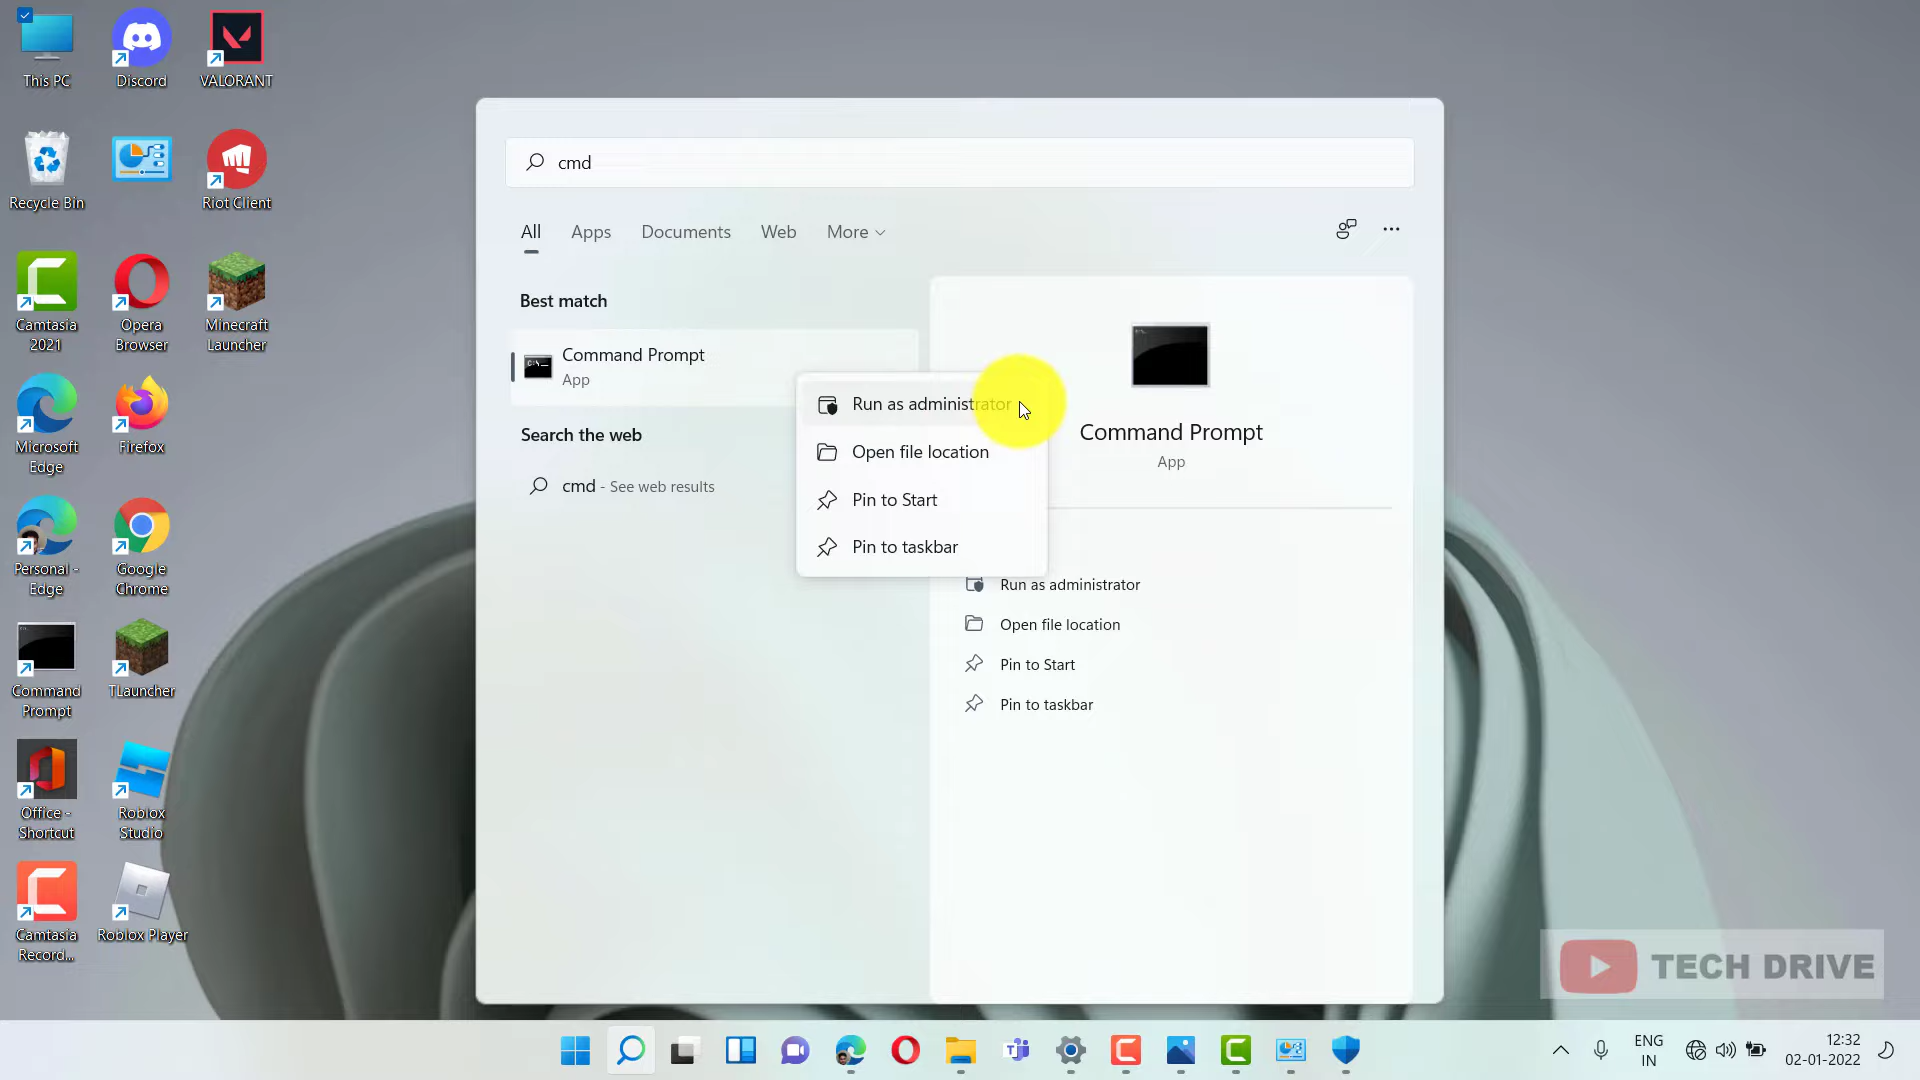 This PC
Discord
VALORANT
Recycle Bin
Riot Client
Camtasia
2021
Opera
Browser
Minecraft
Launcher
Microsoft
Edge
Firefox
Personal -
Edge
Google
Chrome
Command
Prompt
TLauncher
Office -
Shortcut
Roblox
Studio
Camtasia
Record...
Roblox Player
cmd
All
Apps
Documents
Web
More
Best match
Command Prompt
App
Search the web
cmd - See web results
Run as administrator
Open file location
Pin to Start
Pin to taskbar
Command Prompt
App
Run as administrator
Open file location
Pin to Start
Pin to taskbar
TECH DRIVE
ENG
IN
12:32
02-01-2022